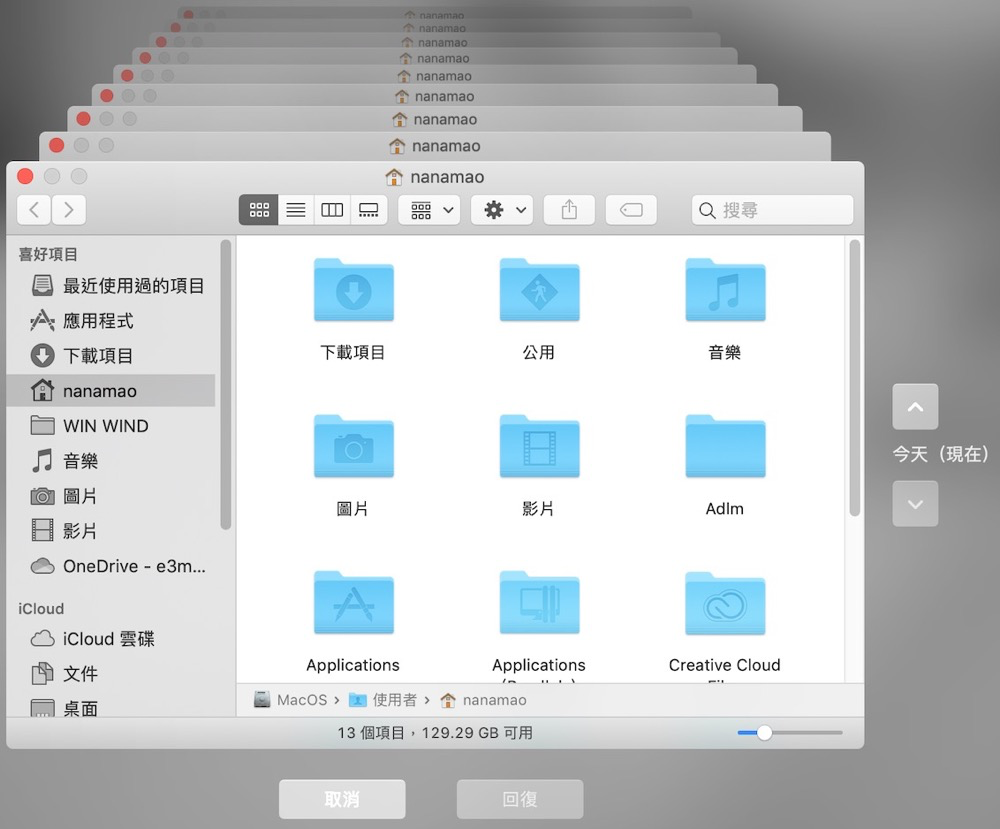 nanamao
nanamao
nanamao
nanamao
nanamao
nanamao
nanamao
nanamao
nanamao
搜尋
喜好項目
最近使用過的項目
應用程式
下載項目
nanamao
WIN WIND
音樂
圖片
影片
OneDrive - e3m...
iCloud
iCloud 雲碟
文件
桌面
下載項目
公用
音樂
圖片
影片
Adlm
Applications
Applications
Creative Cloud
MacOS › 使用者 › nanamao
13 個項目，129.29 GB 可用
今天（現在）
取消
回復